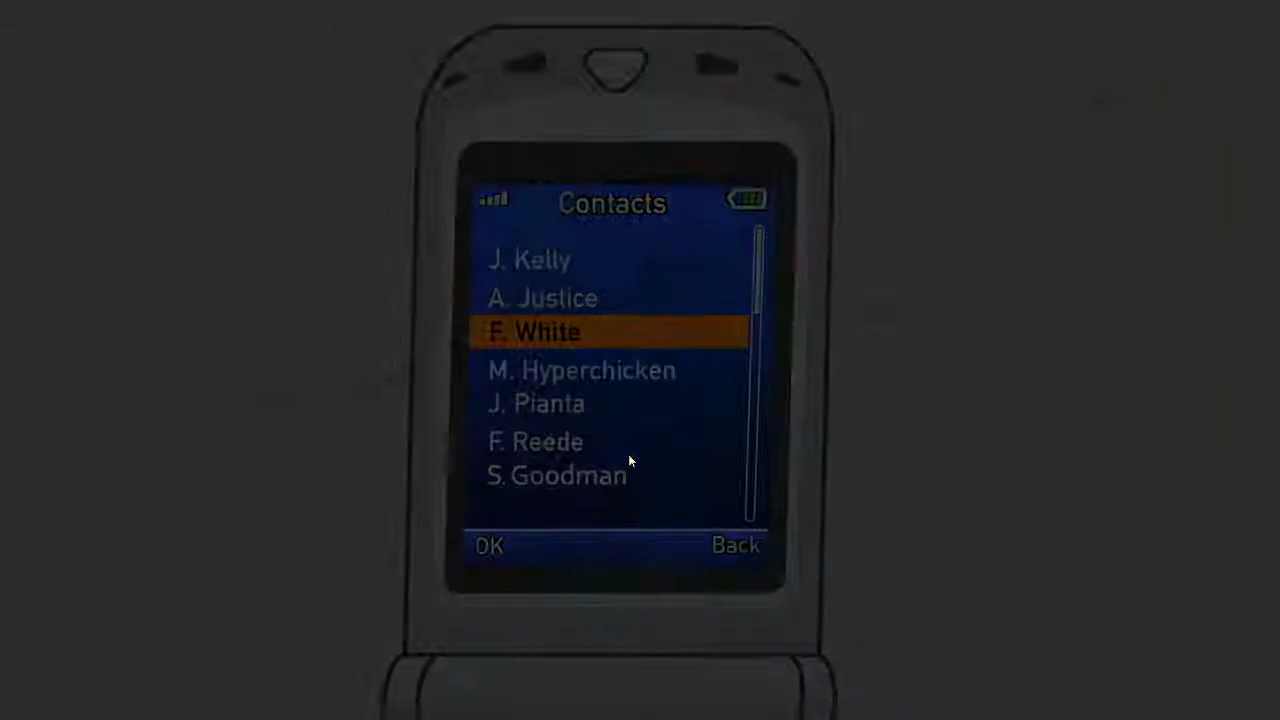 Contacts
J. Kelly
A. Justice
F. White
M. Hyperchicken
J. Pianta
F. Reede
S. Goodman
OK
Back